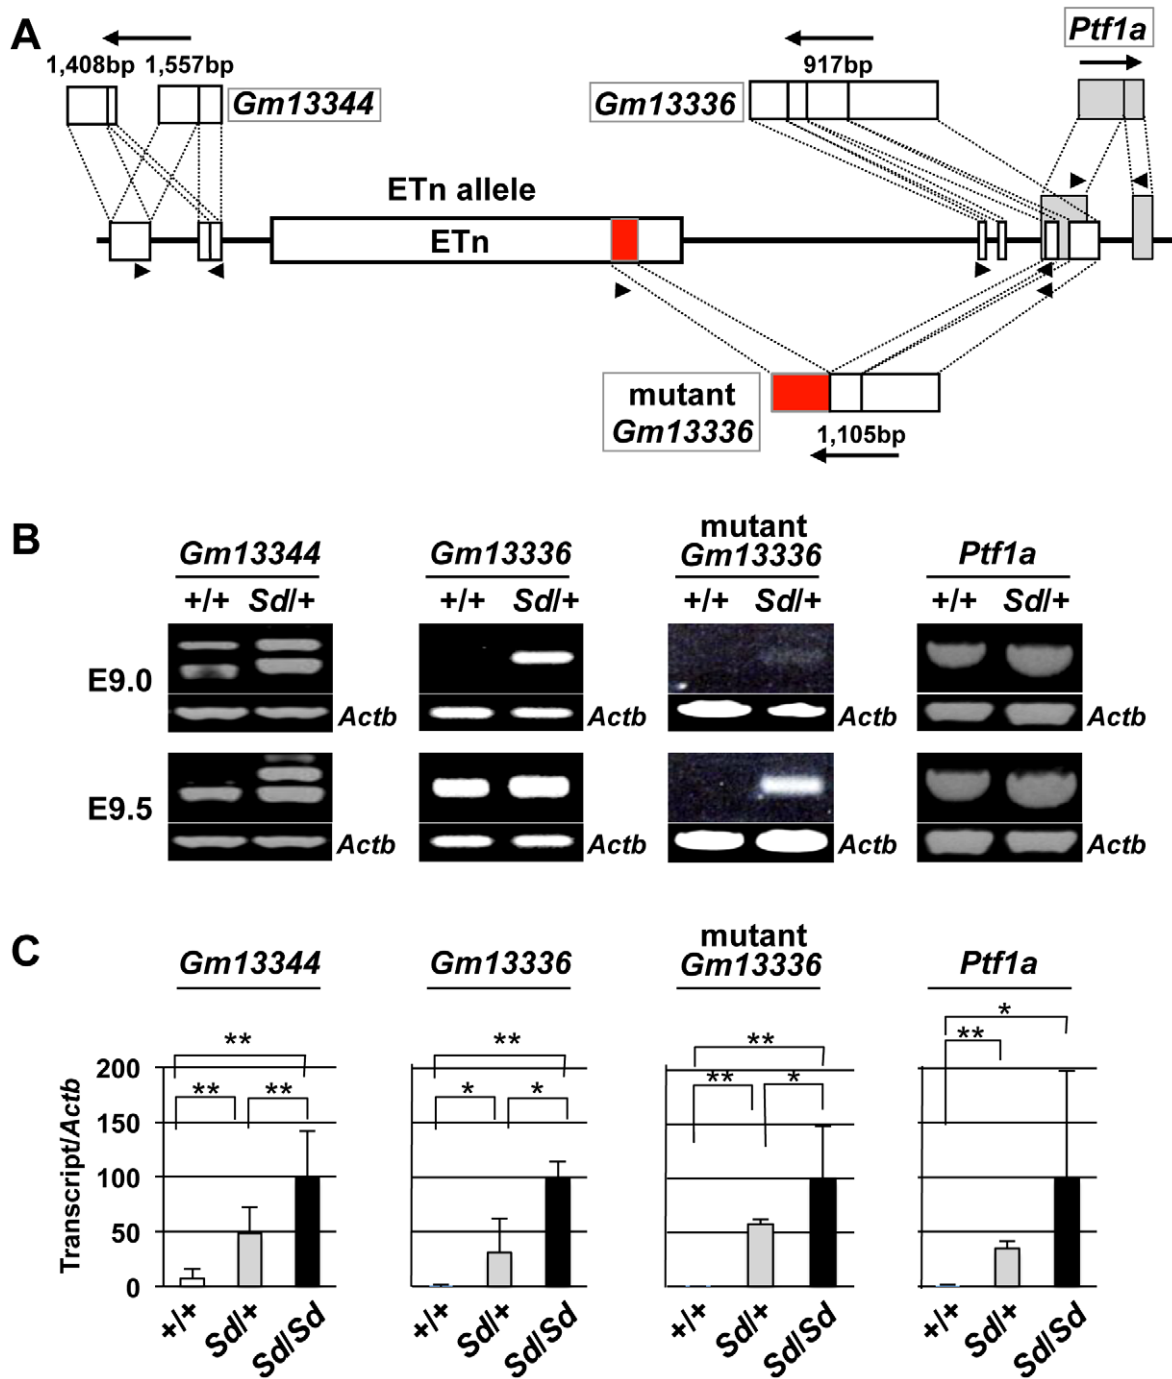 A
Ptf1a
1,408bp 1,557bp
917bp
Gm13344
Gm13336
ETn allele
ETn
mutant
Gm13336
1,105bp
B
Gm13344 Gm13336 mutant Gm13336 Ptf1a
+/+ Sd/+ +/+ Sd/+ +/+ Sd/+ +/+ Sd/+
E9.0
Actb Actb Actb Actb
E9.5
Actb Actb Actb Actb
C
Gm13344 Gm13336 mutant Gm13336 Ptf1a
Transcript/Actb
** ** ** *
**
200
** ** * * ** *
150
100
50
0
+/+ Sd/+ Sd/Sd +/+ Sd/+ Sd/Sd +/+ Sd/+ Sd/Sd +/+ Sd/+ Sd/Sd